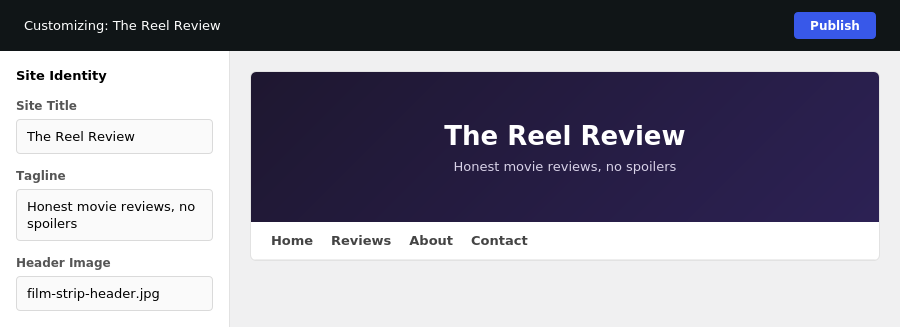 Customizing: The Reel Review
Publish
Site Identity
Site Title
The Reel Review
Tagline
Honest movie reviews, no
spoilers
Header Image
film-strip-header.jpg
The Reel Review
Honest movie reviews, no spoilers
Home Reviews About Contact